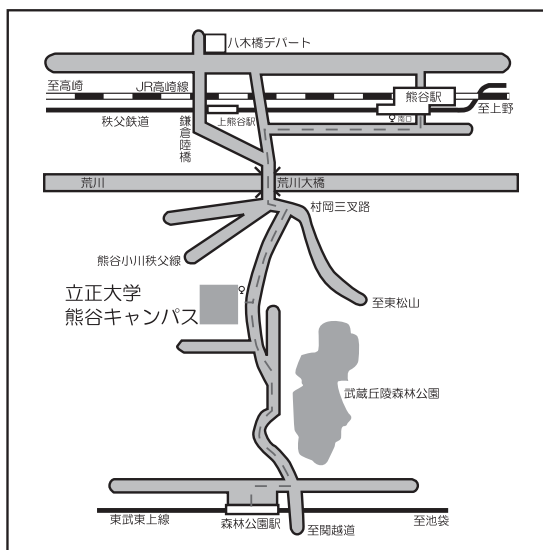 八木橋デパート
至高崎
JR高崎線
熊谷駅
秩父鉄道
鎌倉陸橋
上熊谷駅
南口
至上野
荒川
荒川大橋
村岡三叉路
熊谷小川秩父線
至東松山
立正大学
熊谷キャンパス
武蔵丘陵森林公園
東武東上線
森林公園駅
至関越道
至池袋